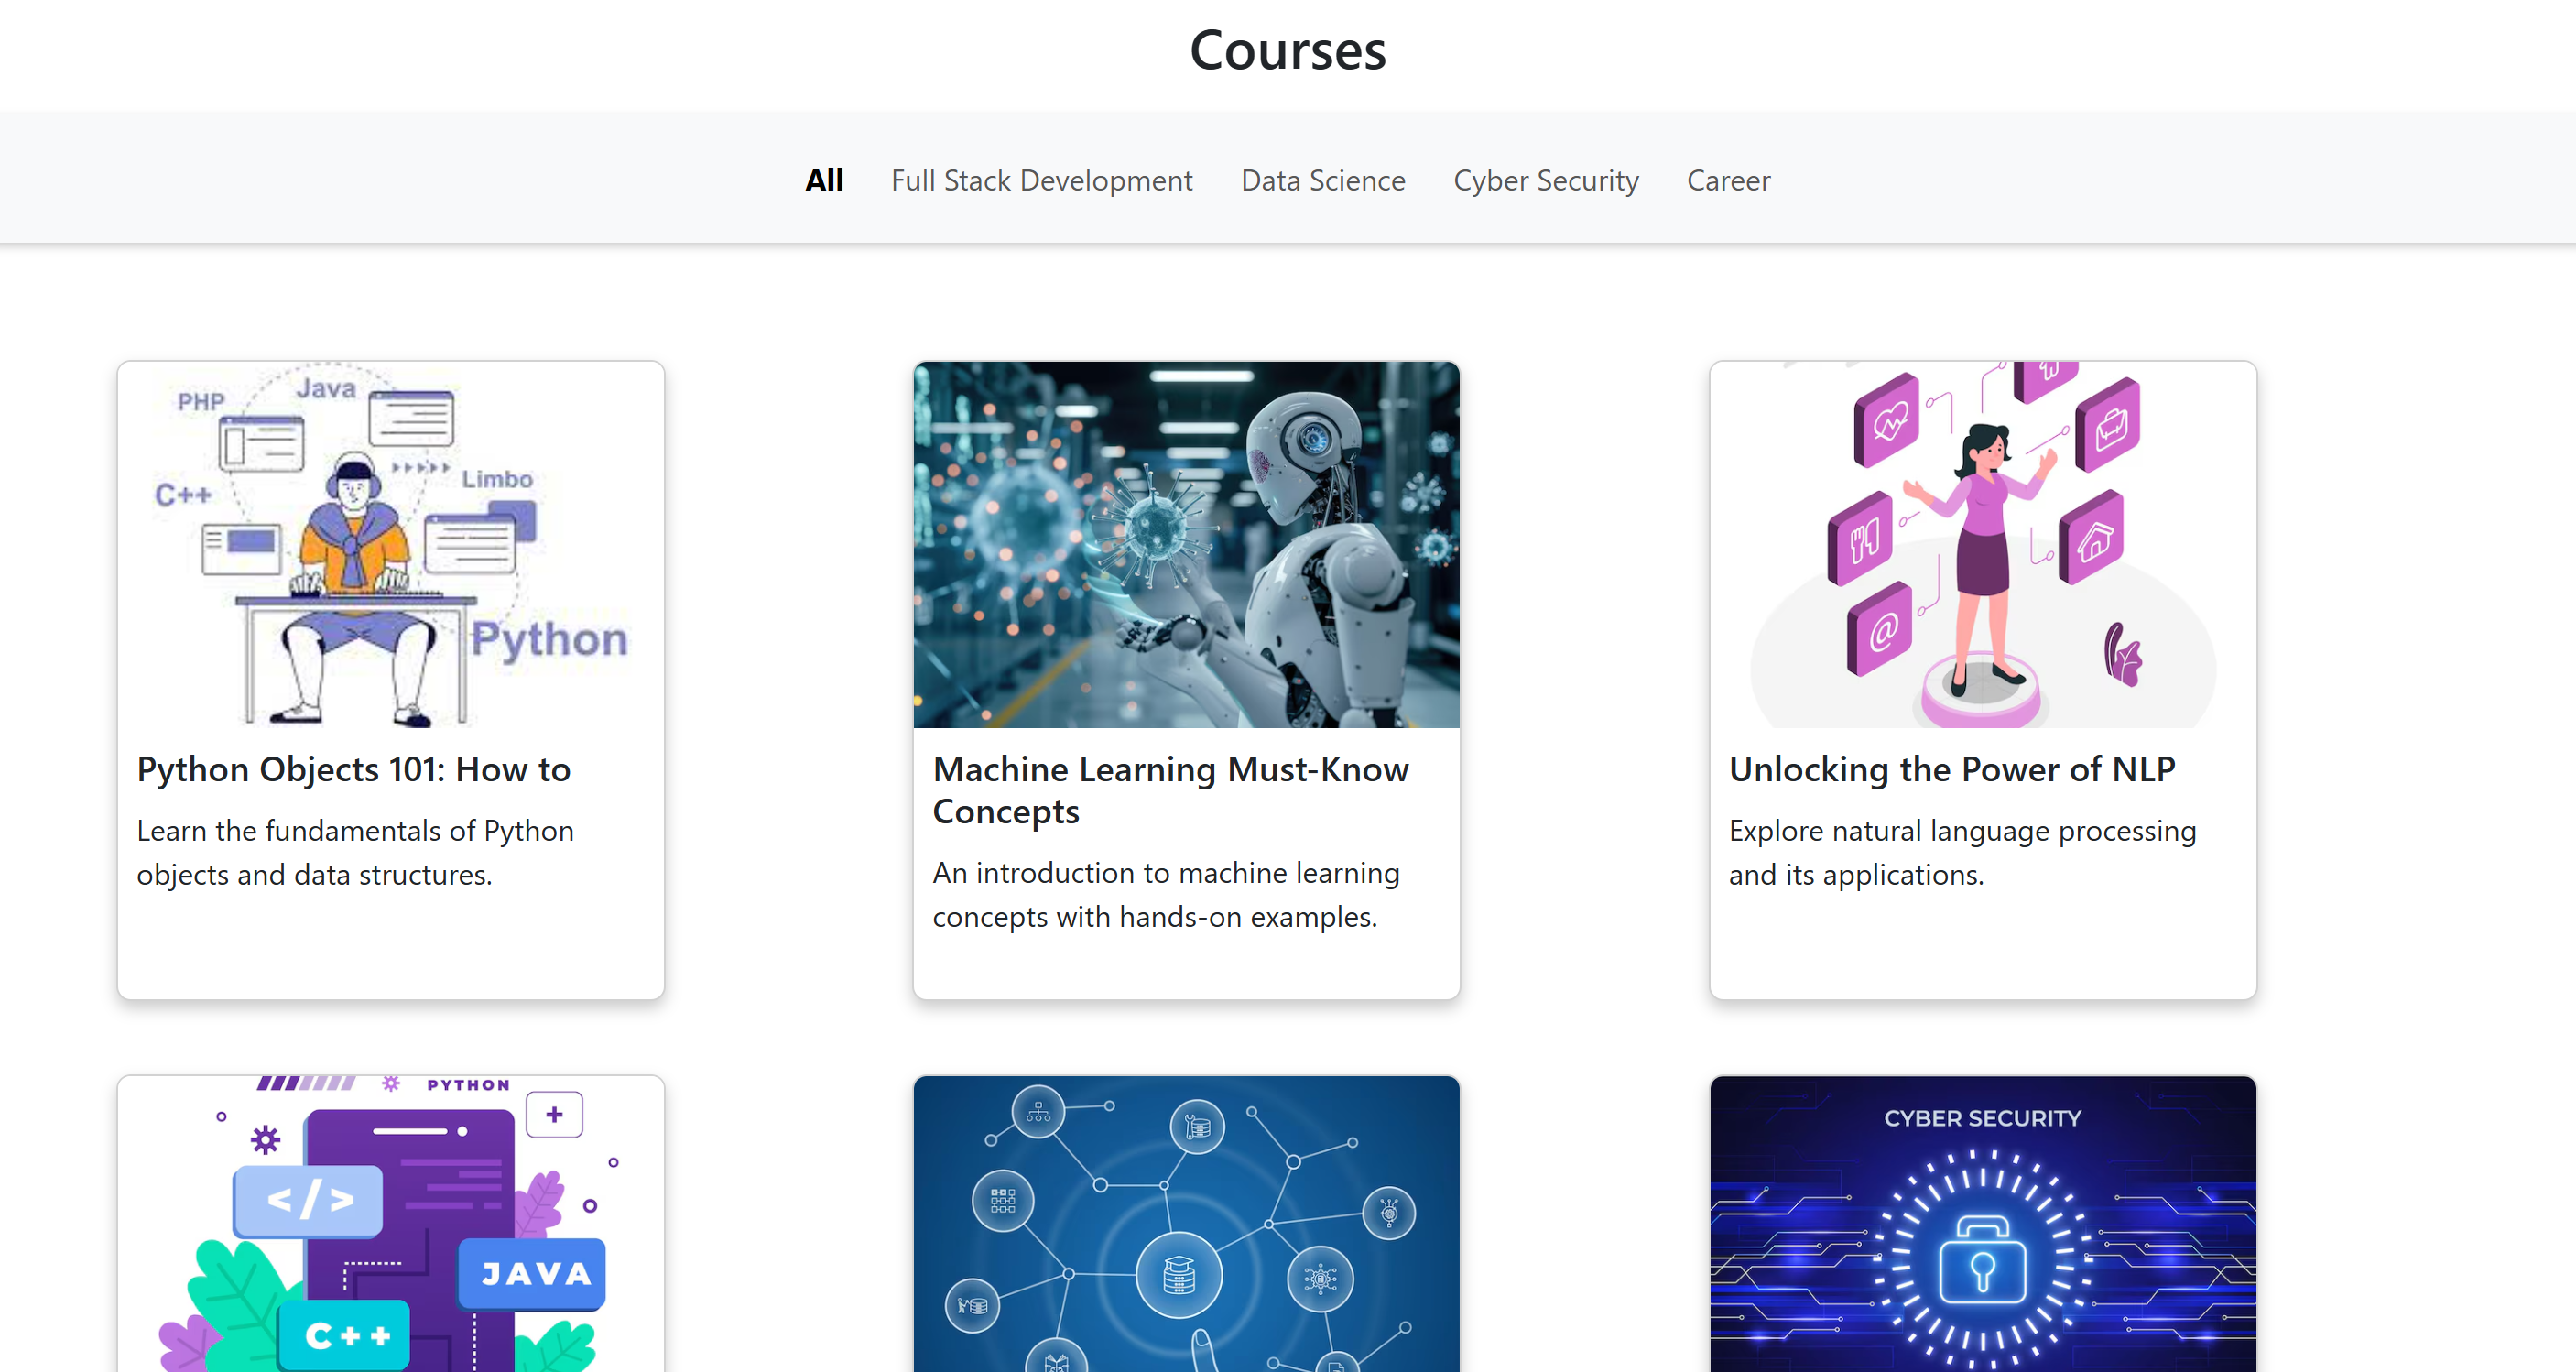 Courses
All Full Stack Development Data Science Cyber Security Career
PHP
Java
C++
Limbo
Python
@
Python Objects 101: How to
Learn the fundamentals of Python
objects and data structures.
Machine Learning Must-Know
Concepts
An introduction to machine learning
concepts with hands-on examples.
Unlocking the Power of NLP
Explore natural language processing
and its applications.
PYTHON
+
</>
JAVA
C++
CYBER SECURITY